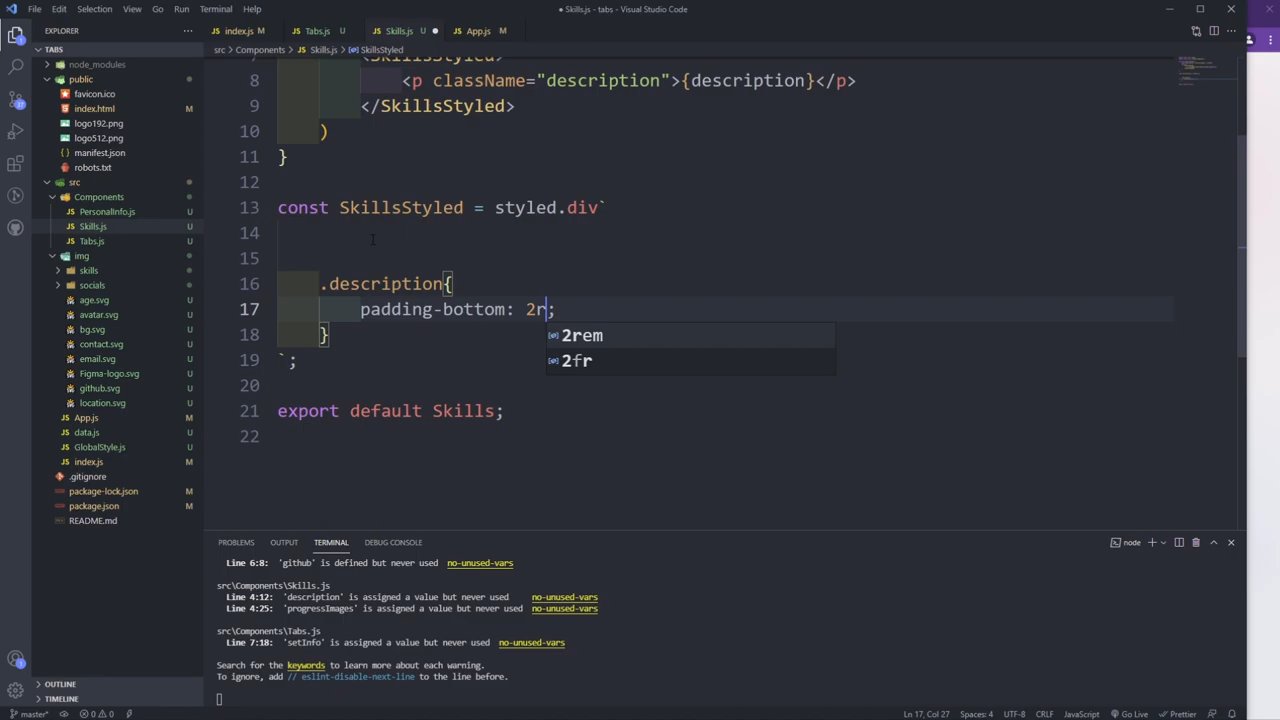 File Edit Selection View Go Run Terminal Help
● Skills.js - tabs - Visual Studio Code
EXPLORER
TABS
node_modules
public
favicon.ico
index.html M
logo192.png
logo512.png
manifest.json
robots.txt
src
Components
PersonalInfo.js U
Skills.js U
Tabs.js U
img
skills
socials
age.svg U
avatar.svg U
bg.svg U
contact.svg U
email.svg U
Figma-logo.svg U
github.svg U
location.svg U
App.js U
data.js U
GlobalStyle.js U
index.js M
.gitignore
package-lock.json M
package.json M
README.md
OUTLINE
TIMELINE
index.js M Tabs.js U Skills.js U ● App.js M
src > Components > Skills.js > SkillsStyled
7 <SkillsStyled>
8 <p className="description">{description}</p>
9 </SkillsStyled>
10 )
11 }
12
13 const SkillsStyled = styled.div`
14
15
16 .description{
17 padding-bottom: 2r;
2rem
2fr
18 }
19 `;
20
21 export default Skills;
22
PROBLEMS OUTPUT TERMINAL DEBUG CONSOLE
node
Line 6:8: 'github' is defined but never used no-unused-vars
src\Components\Skills.js
Line 4:12: 'description' is assigned a value but never used no-unused-vars
Line 4:25: 'progressImages' is assigned a value but never used no-unused-vars
src\Components\Tabs.js
Line 7:18: 'setInfo' is assigned a value but never used no-unused-vars
Search for the keywords to learn more about each warning.
To ignore, add // eslint-disable-next-line to the line before.
master* 0 0 Ln 17, Col 27 Spaces: 4 UTF-8 CRLF JavaScript Go Live Prettier